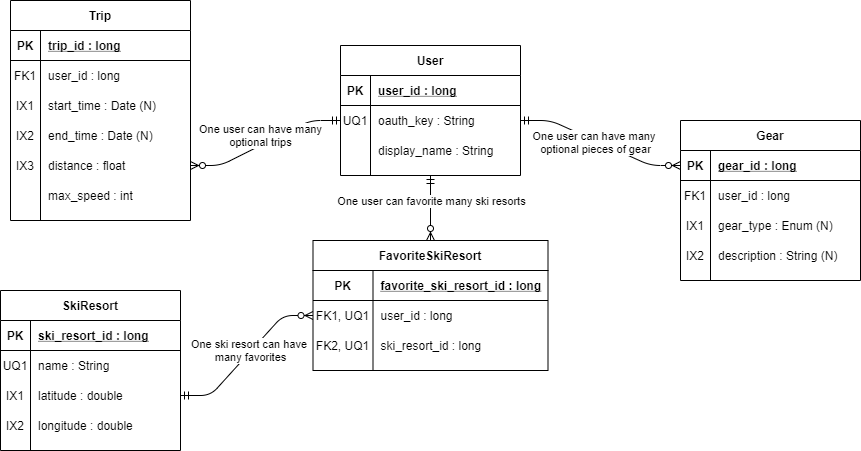 Trip
PK trip_id : long
FK1 user_id : long
IX1 start_time : Date (N)
IX2 end_time : Date (N)
IX3 distance : float
max_speed : int
One user can have many
optional trips
User
PK user_id : long
UQ1 oauth_key : String
display_name : String
One user can have many
optional pieces of gear
Gear
PK gear_id : long
FK1 user_id : long
IX1 gear_type : Enum (N)
IX2 description : String (N)
One user can favorite many ski resorts
FavoriteSkiResort
PK favorite_ski_resort_id : long
FK1, UQ1 user_id : long
FK2, UQ1 ski_resort_id : long
SkiResort
PK ski_resort_id : long
UQ1 name : String
IX1 latitude : double
IX2 longitude : double
One ski resort can have
many favorites